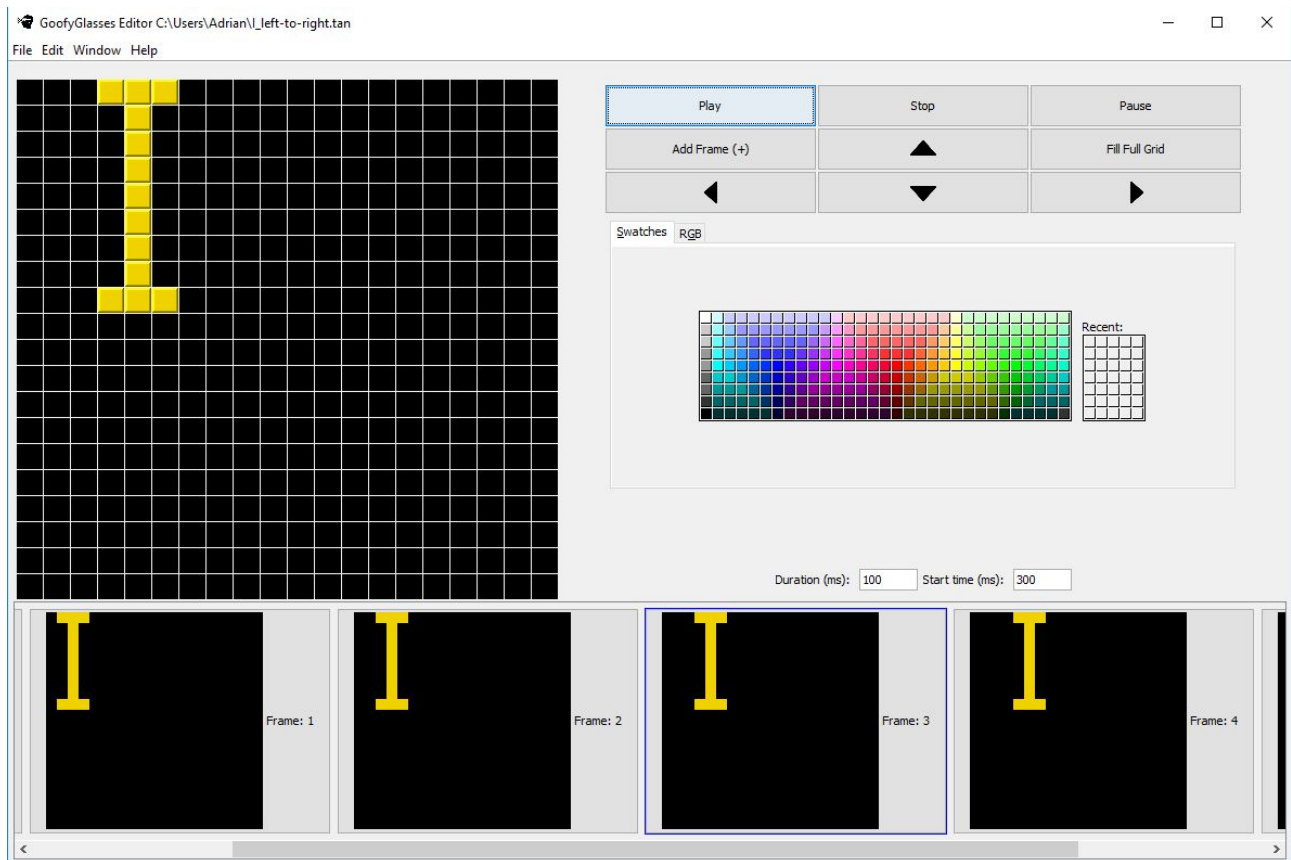 GoofyGlasses Editor C:\Users\Adrian\I_left-to-right.tan
File Edit Window Help
Play Stop Pause
Add Frame (+) Fill Full Grid
Swatches RGB
Recent:
Duration (ms): 100 Start time (ms): 300
Frame: 1 Frame: 2 Frame: 3 Frame: 4